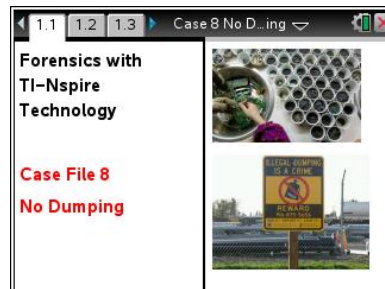 1.1 1.2 1.3 Case 8 No D…ing
Forensics with
TI-Nspire
Technology
Case File 8
No Dumping
ILLEGAL DUMPING
IS A CRIME
REWARD